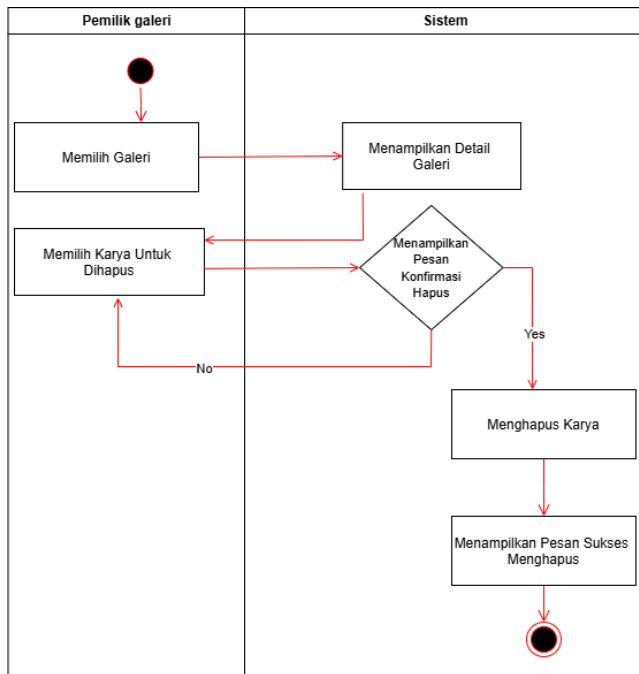 Pemilik galeri
Sistem
Memilih Galeri
Menampilkan Detail
Galeri
Memilih Karya Untuk
Dihapus
Menampilkan
Pesan
Konfirmasi
Hapus
Yes
No
Menghapus Karya
Menampilkan Pesan Sukses
Menghapus